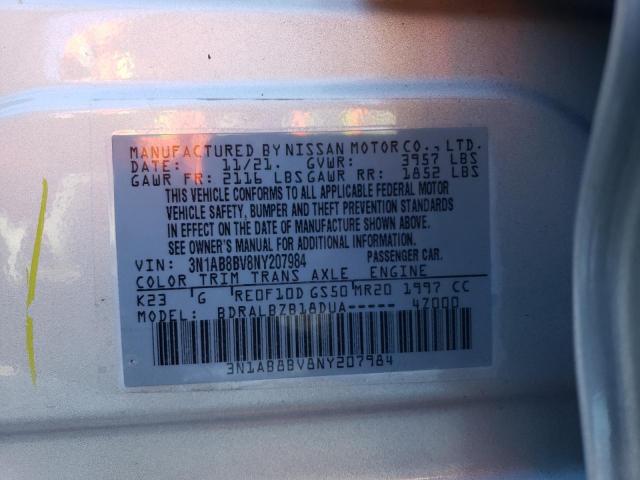 MANUFACTURED BY NISSAN MOTOR CO., LTD.
DATE: 11/21. GVWR: 3957 LBS
GAWR FR: 2116 LBS GAWR RR: 1852 LBS
THIS VEHICLE CONFORMS TO ALL APPLICABLE FEDERAL MOTOR
VEHICLE SAFETY, BUMPER AND THEFT PREVENTION STANDARDS
IN EFFECT ON THE DATE OF MANUFACTURE SHOWN ABOVE.
SEE OWNER'S MANUAL FOR ADDITIONAL INFORMATION.
VIN: 3N1AB8BV8NY207984 PASSENGER CAR.
COLOR TRIM TRANS AXLE ENGINE
K23 G RE0F10D GS50 MR20 1997 CC
MODEL: BDRALBZB18DUA----- 47000
3N1AB8BV8NY207984